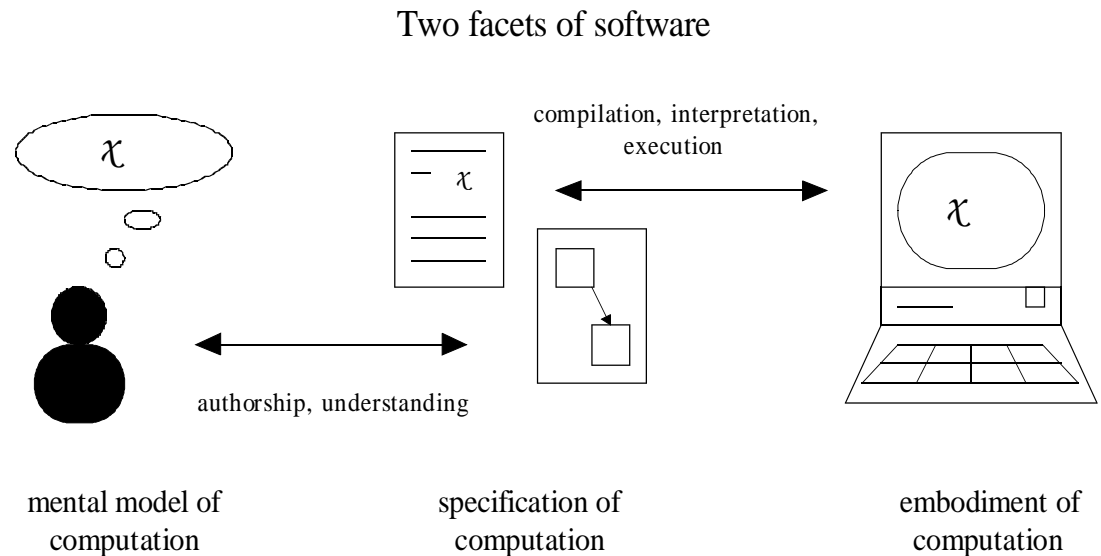 Two facets of software
compilation, interpretation,
execution
χ
χ
χ
authorship, understanding
mental model of
computation
specification of
computation
embodiment of
computation